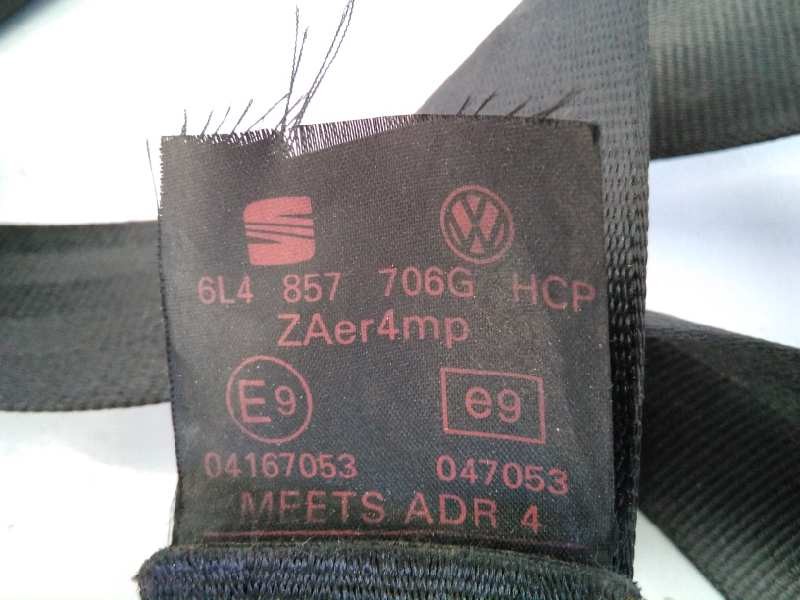 6L4 857 706G HCP
ZAer4mp
E9 e9
04167053 047053
MEETS ADR 4